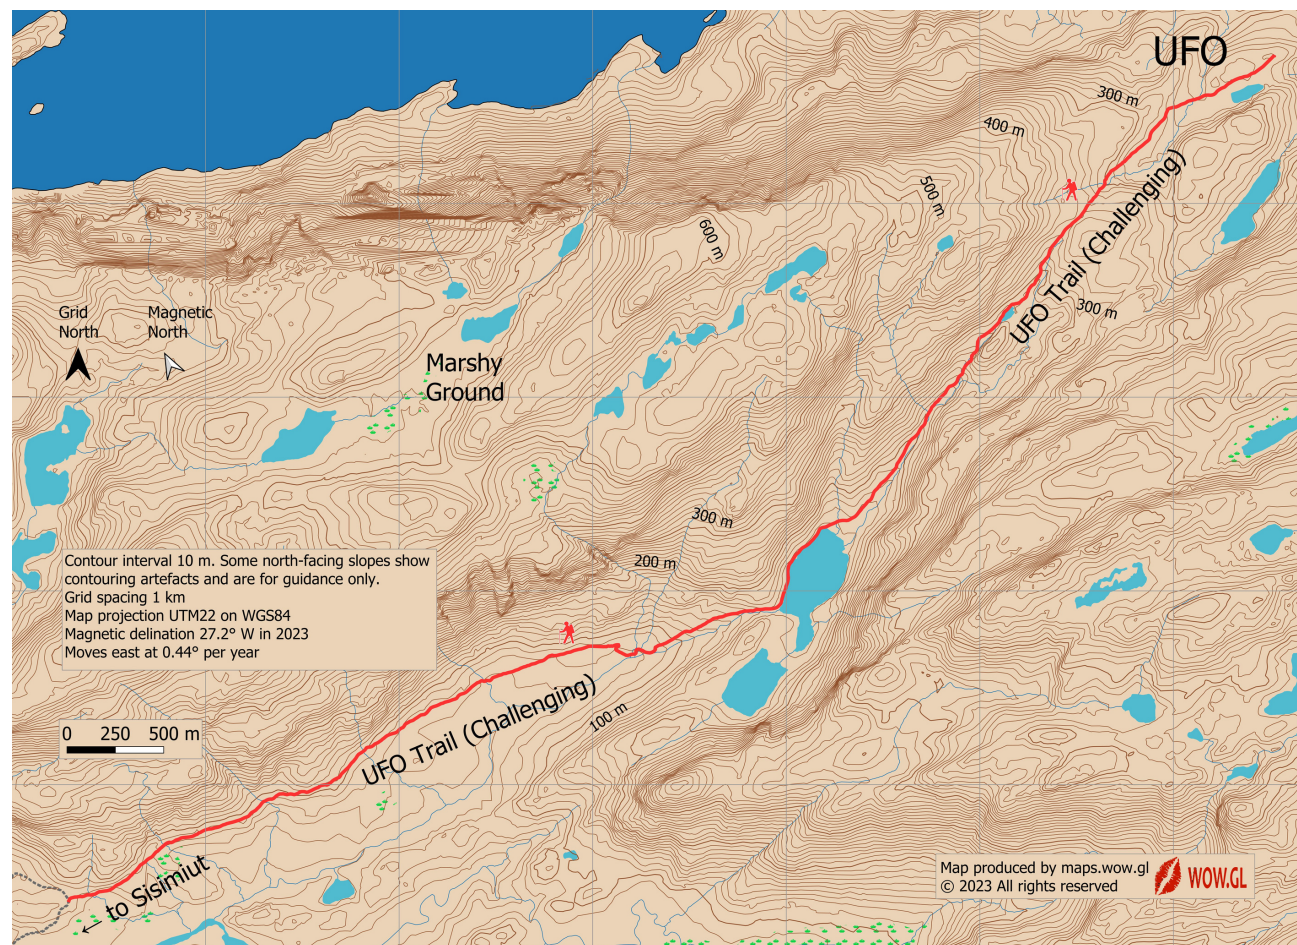 UFO
300 m
400 m
500 m
600 m
UFO Trail (Challenging)
300 m
Grid
North
Magnetic
North
Marshy
Ground
300 m
200 m
Contour interval 10 m. Some north-facing slopes show
contouring artefacts and are for guidance only.
Grid spacing 1 km
Map projection UTM22 on WGS84
Magnetic delination 27.2° W in 2023
Moves east at 0.44° per year
0 250 500 m
UFO Trail (Challenging)
100 m
← to Sisimiut
Map produced by maps.wow.gl
© 2023 All rights reserved
WOW.GL